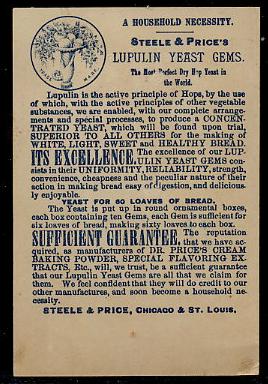 A HOUSEHOLD NECESSITY.
STEELE & PRICE'S
LUPULIN YEAST GEMS.
The Most Perfect Dry Hop Yeast in
the World.
Lupulin is the active principle of Hops, by the use
of which, with the active principles of other vegetable
substances, we are enabled, with our complete arrange-
ments and special processes, to produce a CONCEN-
TRATED YEAST, which will be found upon trial,
SUPERIOR TO ALL OTHERS for the making of
WHITE, LIGHT, SWEET and HEALTHY BREAD.
ITS EXCELLENCE. The excellence of our LUP-
ULIN YEAST GEMS con-
sists in their UNIFORMITY, RELIABILITY, strength,
convenience, cheapness and the peculiar nature of their
action in making bread easy of digestion, and delicious-
ly enjoyable.
YEAST FOR 60 LOAVES OF BREAD.
The Yeast is put up in round ornamental boxes,
each box containing ten Gems, each Gem is sufficient for
six loaves of bread, making sixty loaves to each box.
SUFFICIENT GUARANTEE. The reputation
that we have ac-
quired, as manufacturers of DR. PRICE'S CREAM
BAKING POWDER, SPECIAL FLAVORING EX-
TRACTS, Etc., will, we trust, be a sufficient guarantee
that our Lupulin Yeast Gems are all that we claim for
them. We feel confident that they will do credit to our
other manufactures, and soon become a household ne-
cessity.
STEELE & PRICE, CHICAGO & ST. LOUIS.